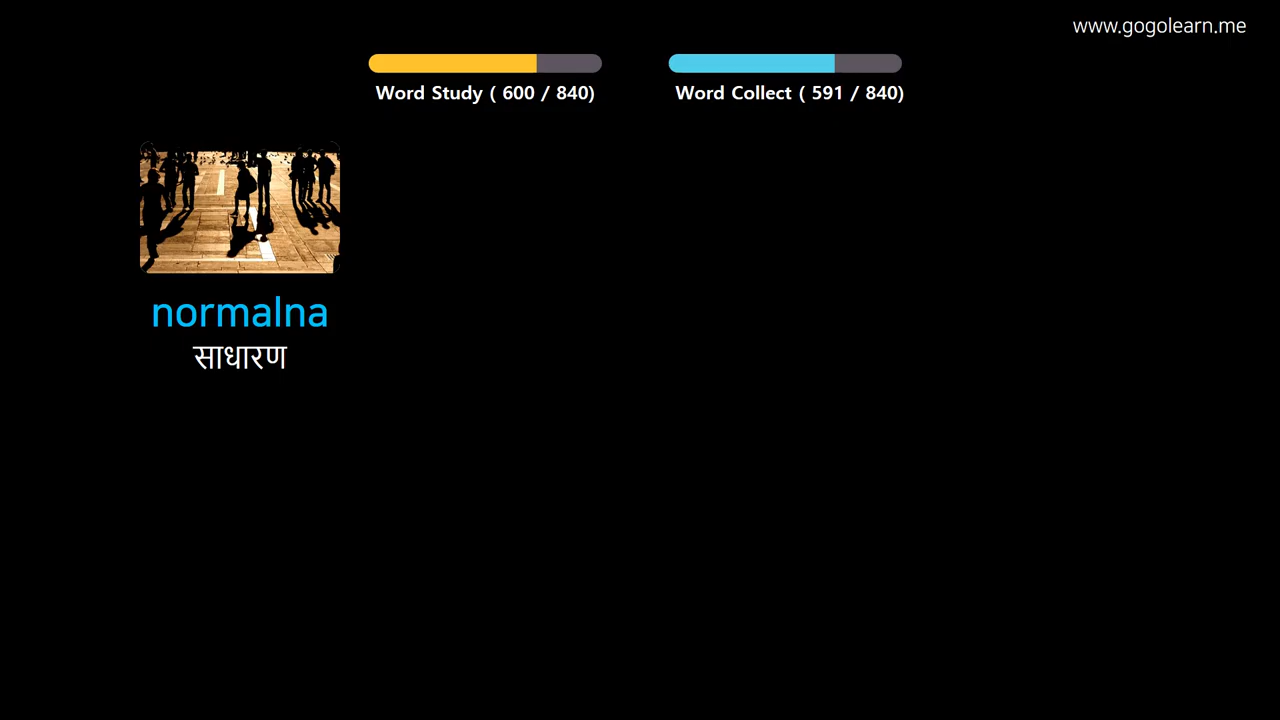 www.gogolearn.me
Word Study ( 600 / 840)
Word Collect ( 591 / 840)
normalna
साधारण